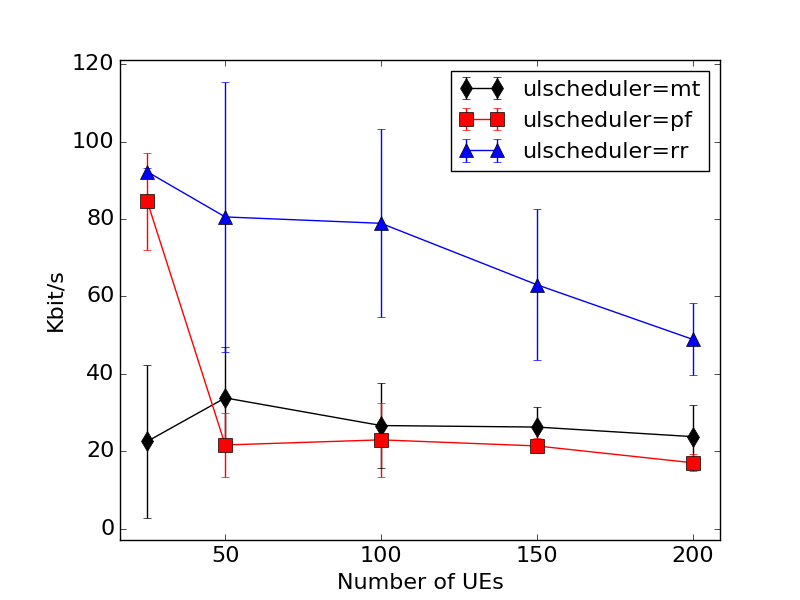 120
100
80
60
40
20
0
Kbit/s
ulscheduler=mt
ulscheduler=pf
ulscheduler=rr
50 100 150 200
Number of UEs